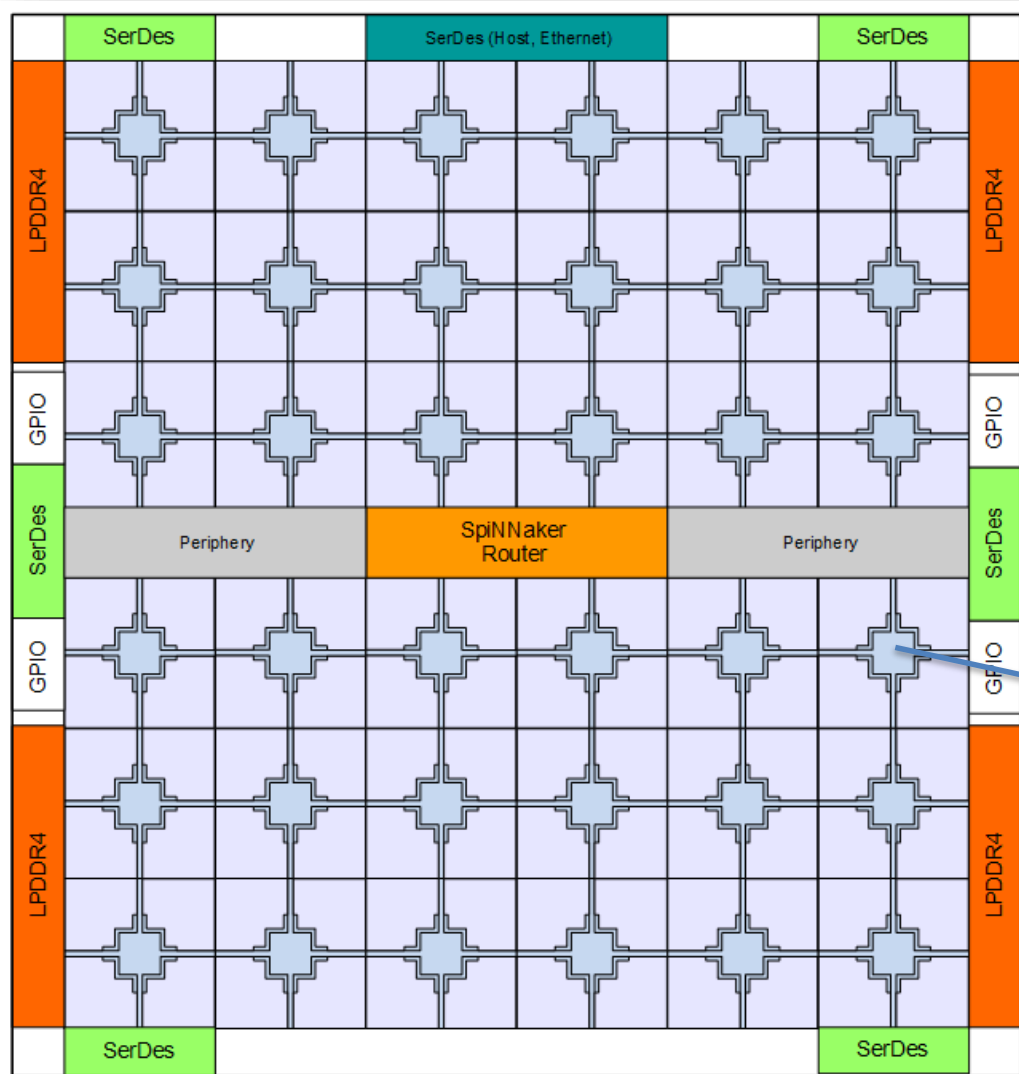 SerDes
SerDes (Host, Ethernet)
SerDes
LPDDR4
LPDDR4
GPIO
GPIO
SerDes
Periphery
SpiNNaker
Router
Periphery
SerDes
GPIO
GPIO
LPDDR4
LPDDR4
SerDes
SerDes